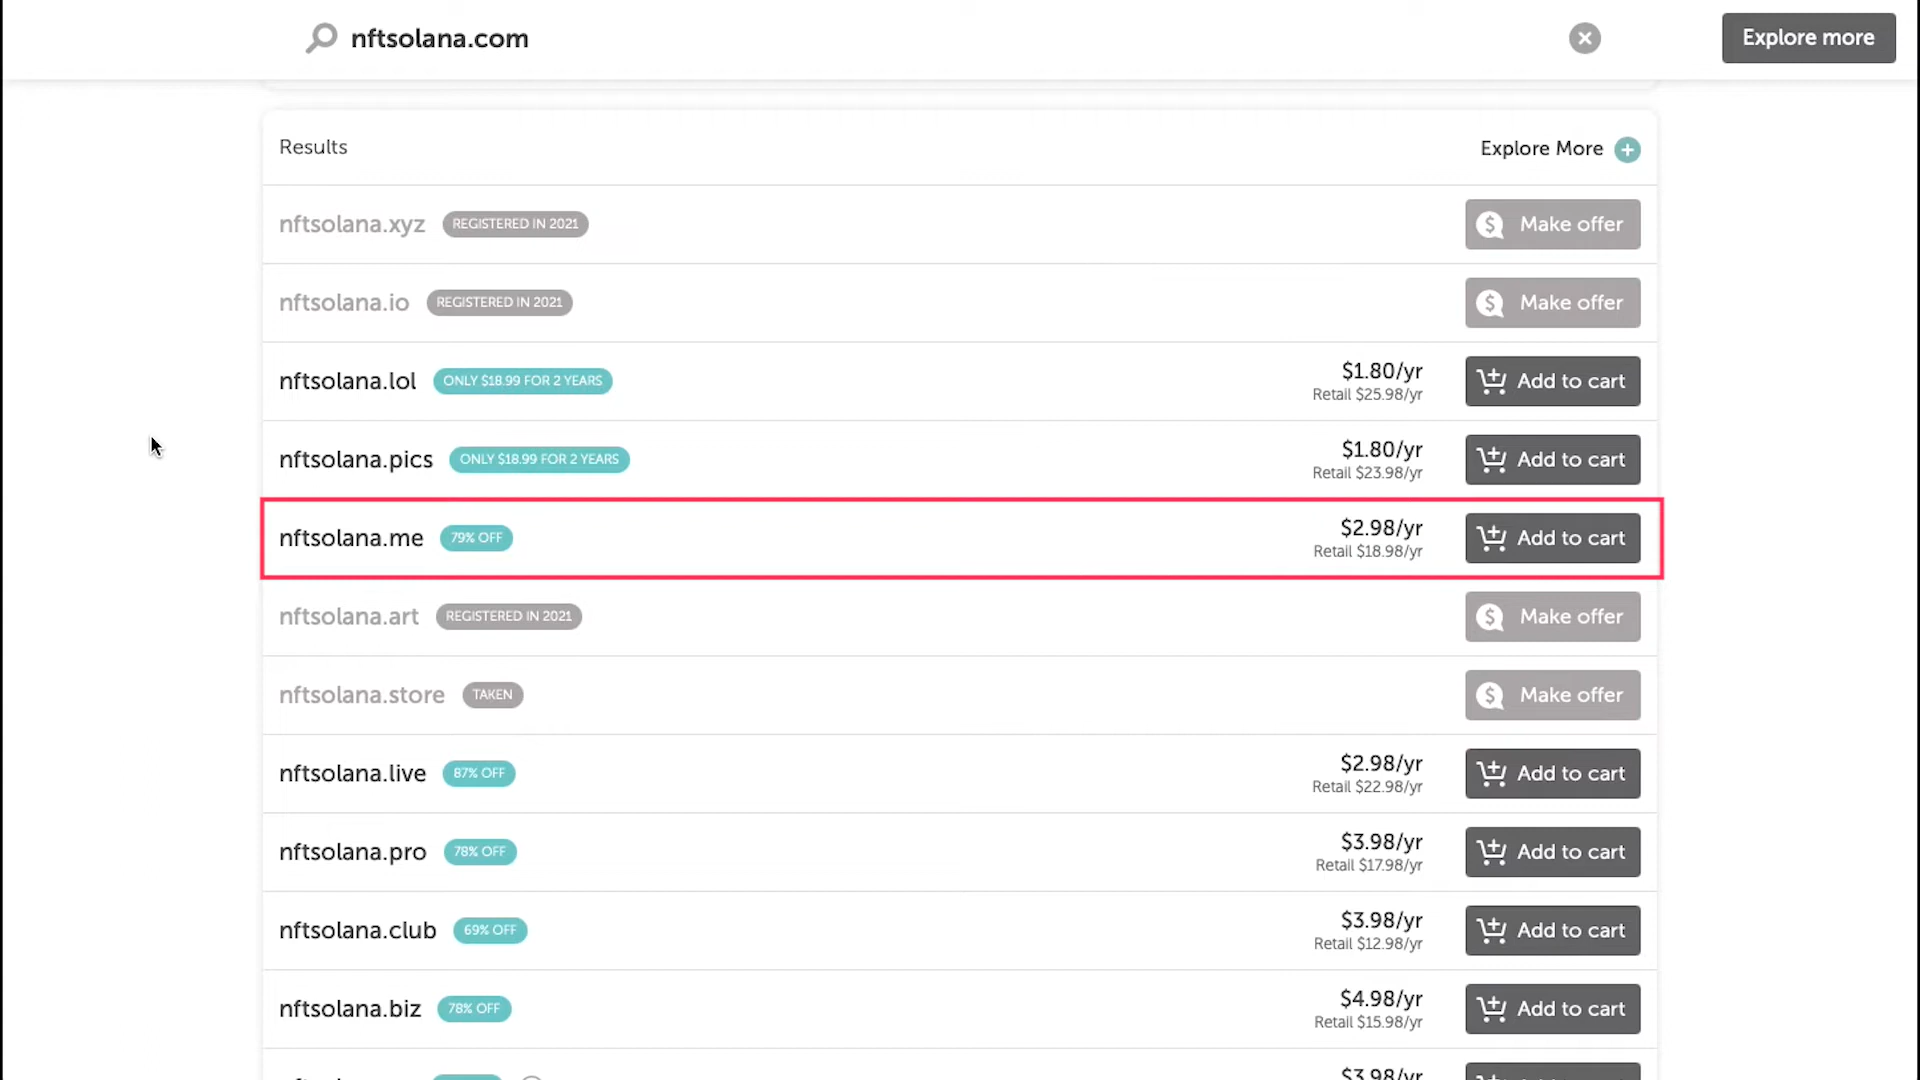 nftsolana.com
Explore more
Results
Explore More
nftsolana.xyz REGISTERED IN 2021 Make offer
nftsolana.io REGISTERED IN 2021 Make offer
nftsolana.lol ONLY $18.99 FOR 2 YEARS $1.80/yr Add to cart
Retail $25.98/yr
nftsolana.pics ONLY $18.99 FOR 2 YEARS $1.80/yr Add to cart
Retail $23.98/yr
nftsolana.me 79% OFF $2.98/yr Add to cart
Retail $18.98/yr
nftsolana.art REGISTERED IN 2021 Make offer
nftsolana.store TAKEN Make offer
nftsolana.live 87% OFF $2.98/yr Add to cart
Retail $22.98/yr
nftsolana.pro 78% OFF $3.98/yr Add to cart
Retail $17.98/yr
nftsolana.club 69% OFF $3.98/yr Add to cart
Retail $12.98/yr
nftsolana.biz 78% OFF $4.98/yr Add to cart
Retail $15.98/yr
$3.98/yr